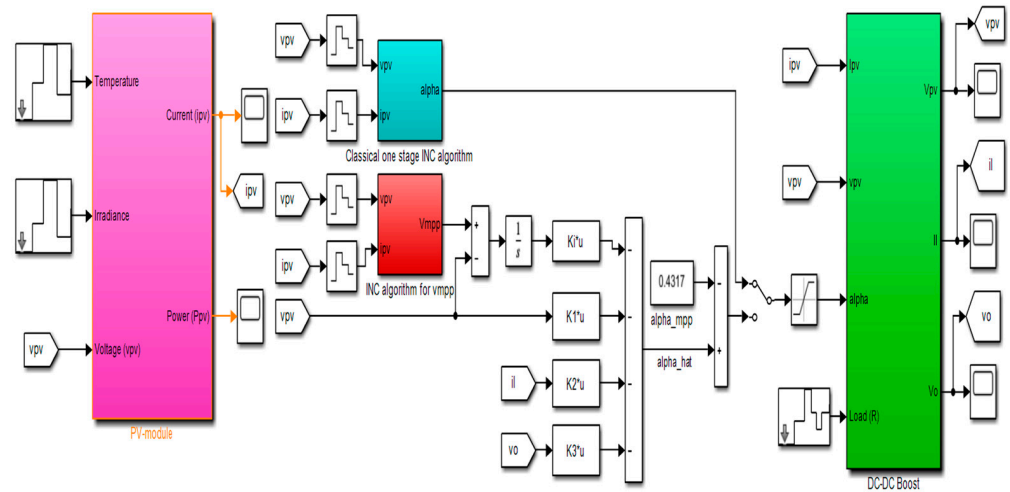 Temperature
Irradiance
Voltage (vpv)
Current (ipv)
Power (Ppv)
PV-module
vpv
ipv
vpv
ipv
vpv
alpha
Classical one stage INC algorithm
vpv
ipv
vpv
ipv
Vmpp
INC algorithm for vmpp
vpv
+
-
1
s
Ki*u
K1*u
il
K2*u
vo
K3*u
-
-
-
-
0.4317
alpha_mpp
alpha_hat
-
+
ipv
vpv
Ipv
vpv
alpha
Load (R)
Vpv
Il
Vo
DC-DC Boost
vpv
il
vo